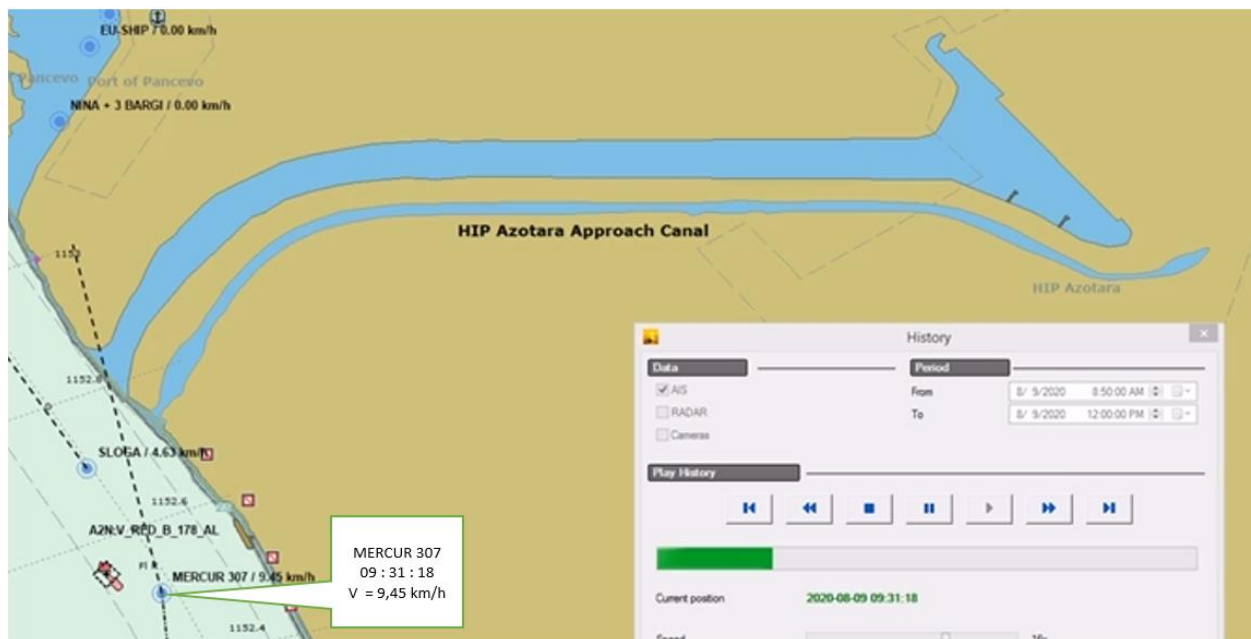 EU-SHIP / 0.00 km/h
Pancevo
Port of Pancevo
NINA + 3 BARGI / 0.00 km/h
HIP Azotara Approach Canal
1153
HIP Azotara
1152.8
SLOGA / 4.63 km/h
1152.6
A2N:V_RED_B_178_AL
Fl R
MERCUR 307 / 9.45 km/h
1152.4
MERCUR 307
09 : 31 : 18
V = 9,45 km/h
History
Data
Period
AIS
From
8/ 9/2020 8:50:00 AM
RADAR
To
8/ 9/2020 12:00:00 PM
Cameras
Play History
Current position
2020-08-09 09:31:18
Speed
16x